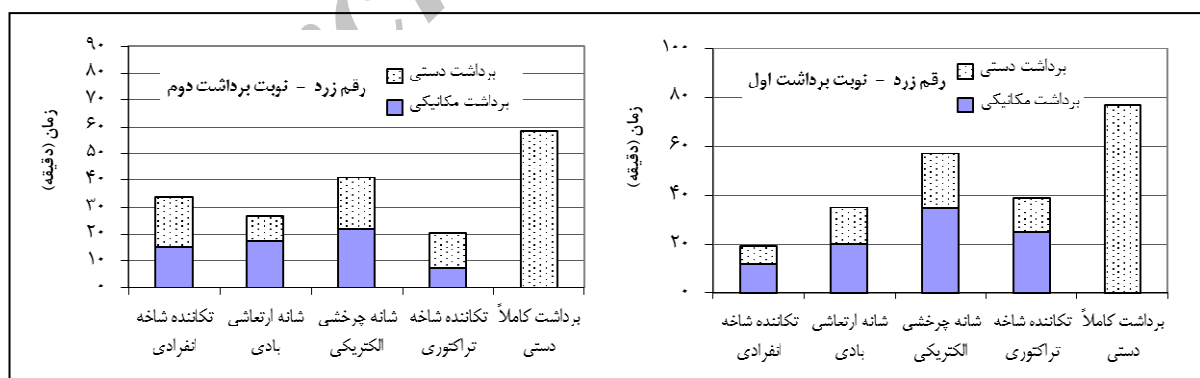 رقم زرد - نوبت برداشت اول
برداشت دستی
برداشت مکانیکی
زمان (دقیقه)
۱۰۰
۸۰
۶۰
۴۰
۲۰
۰
تکاننده شاخه انفرادی
شانه ارتعاشی بادی
شانه چرخشی الکتریکی
تکاننده شاخه تراکتوری
برداشت کاملاً دستی
رقم زرد - نوبت برداشت دوم
برداشت دستی
برداشت مکانیکی
زمان (دقیقه)
۹۰
۸۰
۷۰
۶۰
۵۰
۴۰
۳۰
۲۰
۱۰
۰
تکاننده شاخه انفرادی
شانه ارتعاشی بادی
شانه چرخشی الکتریکی
تکاننده شاخه تراکتوری
برداشت کاملاً دستی